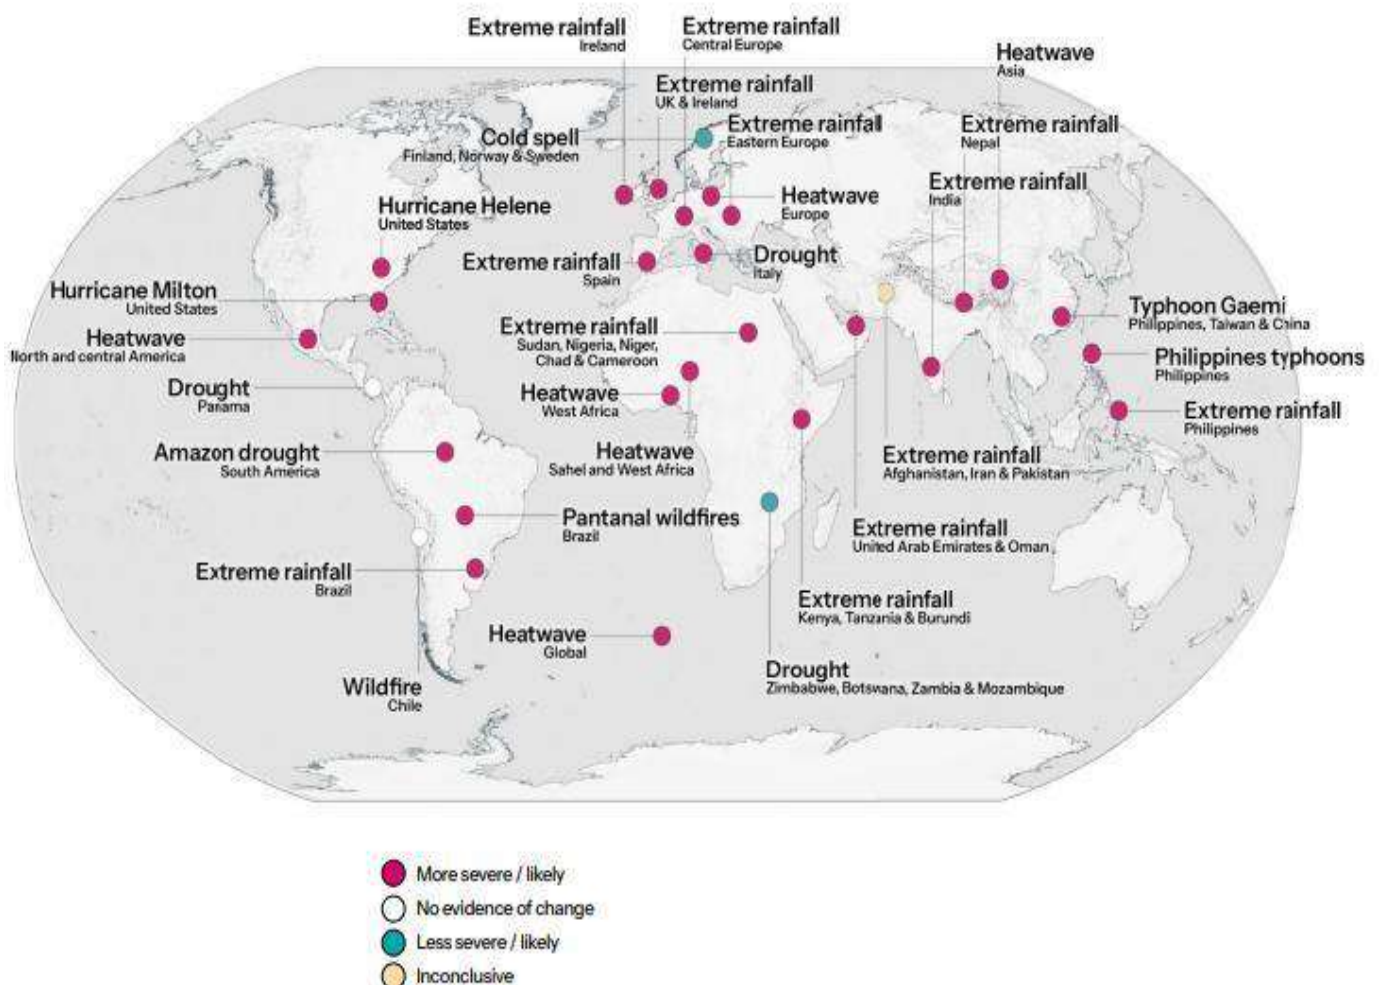 Extreme rainfall
Ireland
Extreme rainfall
Central Europe
Heatwave
Asia
Extreme rainfall
UK & Ireland
Cold spell
Finland, Norway & Sweden
Extreme rainfall
Eastern Europe
Extreme rainfall
Nepal
Extreme rainfall
India
Heatwave
Europe
Hurricane Helene
United States
Extreme rainfall
Spain
Drought
Italy
Hurricane Milton
United States
Typhoon Gaemi
Philippines, Taiwan & China
Extreme rainfall
Sudan, Nigeria, Niger,
Chad & Cameroon
Heatwave
North and central America
Philippines typhoons
Philippines
Drought
Panama
Heatwave
West Africa
Extreme rainfall
Philippines
Amazon drought
South America
Heatwave
Sahel and West Africa
Extreme rainfall
Afghanistan, Iran & Pakistan
Pantanal wildfires
Brazil
Extreme rainfall
United Arab Emirates & Oman
Extreme rainfall
Brazil
Extreme rainfall
Kenya, Tanzania & Burundi
Heatwave
Global
Drought
Zimbabwe, Botswana, Zambia & Mozambique
Wildfire
Chile
More severe / likely
No evidence of change
Less severe / likely
Inconclusive